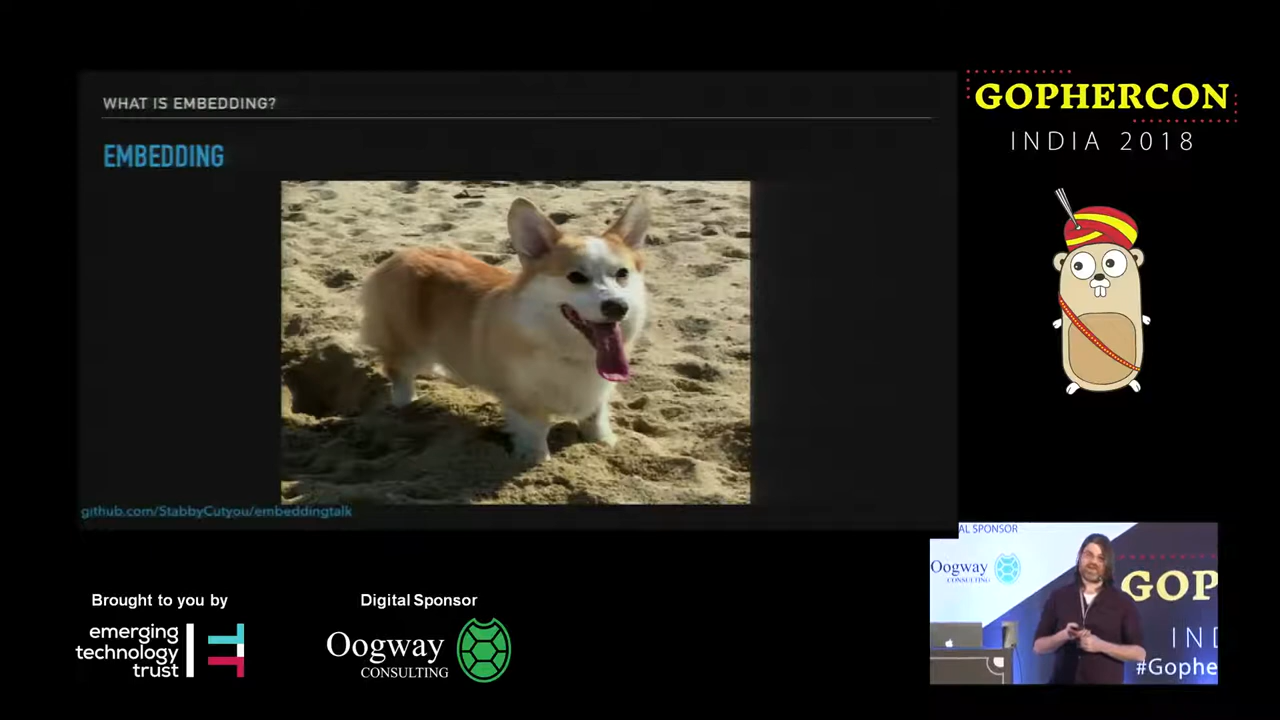 WHAT IS EMBEDDING?
EMBEDDING
github.com/StabbyCutyou/embeddingtalk
GOPHERCON
INDIA 2018
Brought to you by
emerging
technology
trust
Digital Sponsor
Oogway
CONSULTING
AL SPONSOR
Oogway
CONSULTING
GOP
IND
#Gophe